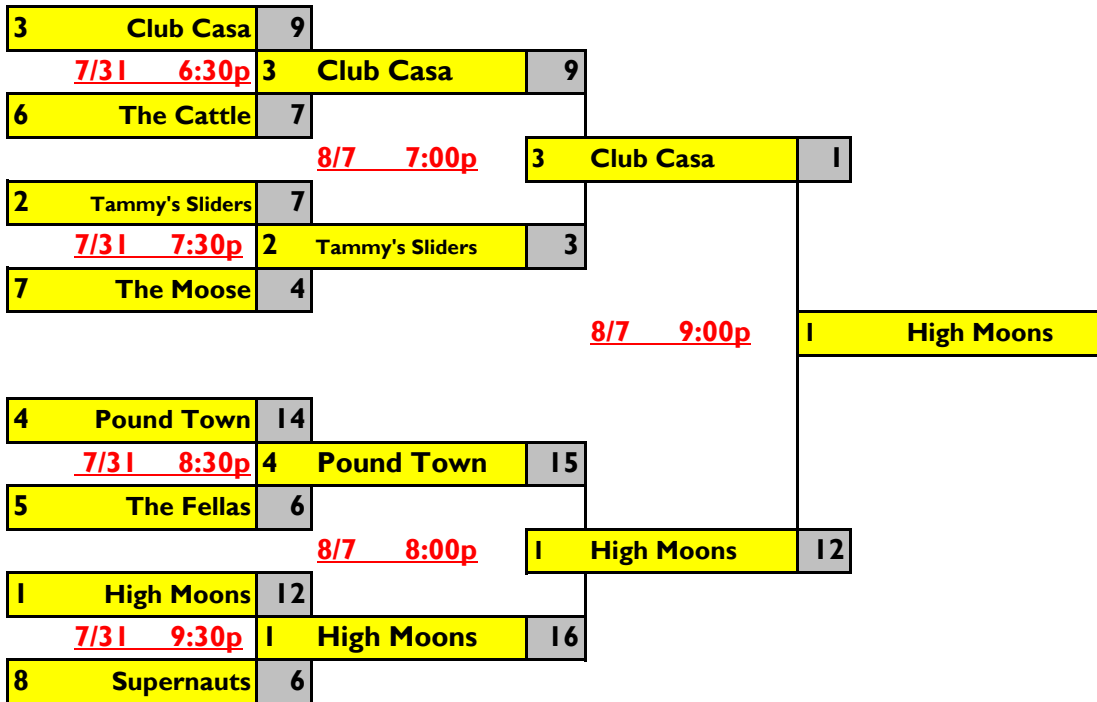 3 Club Casa 9
7/31 6:30p 3 Club Casa 9
6 The Cattle 7
8/7 7:00p 3 Club Casa 1
2 Tammy's Sliders 7
7/31 7:30p 2 Tammy's Sliders 3
7 The Moose 4
8/7 9:00p 1 High Moons
4 Pound Town 14
7/31 8:30p 4 Pound Town 15
5 The Fellas 6
8/7 8:00p 1 High Moons 12
1 High Moons 12
7/31 9:30p 1 High Moons 16
8 Supernauts 6